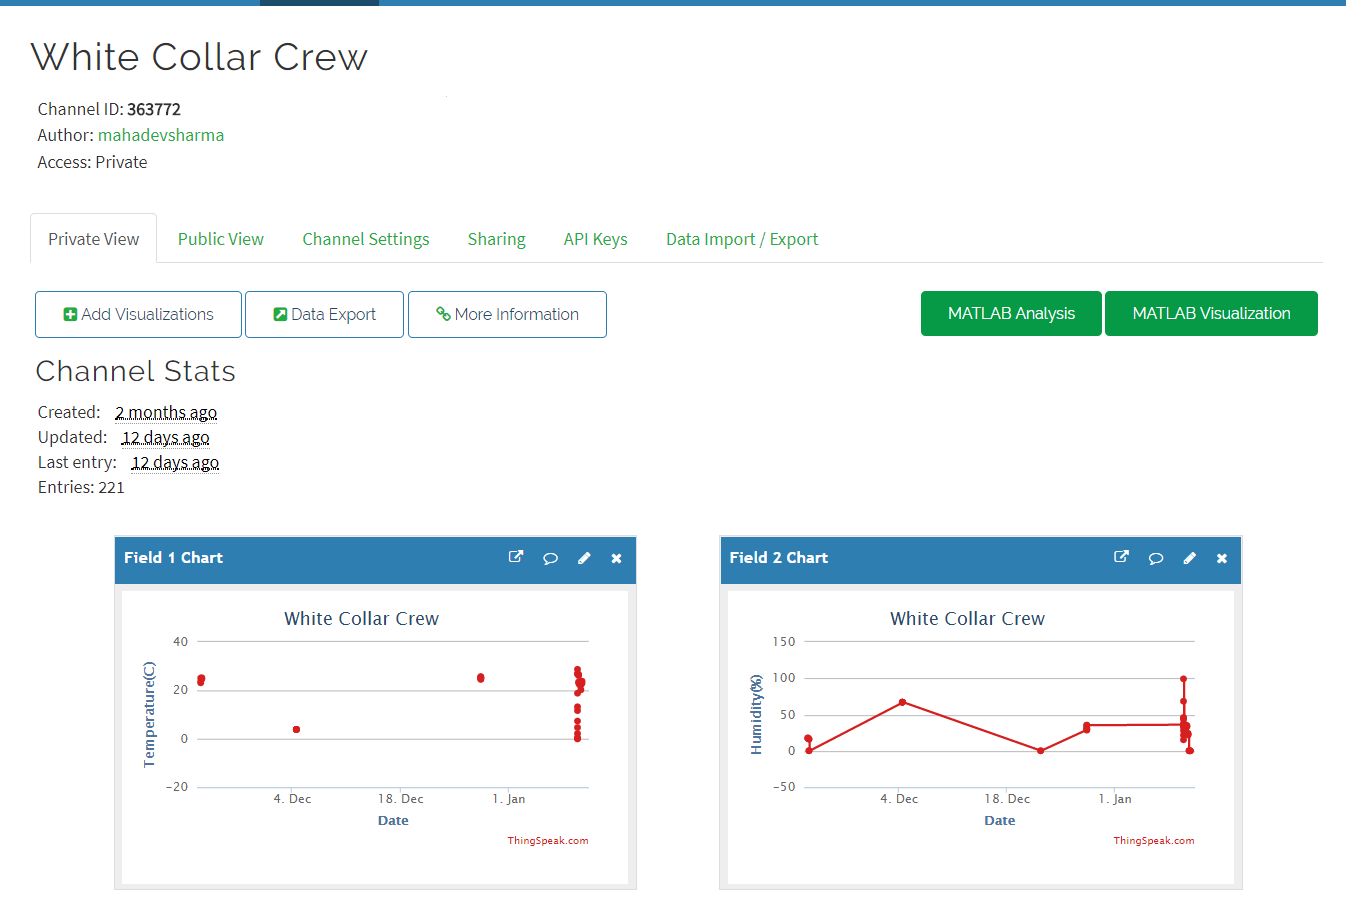 White Collar Crew
Channel ID: 363772
Author: mahadevsharma
Access: Private
Private View Public View Channel Settings Sharing API Keys Data Import / Export
Add Visualizations Data Export More Information MATLAB Analysis MATLAB Visualization
Channel Stats
Created: 2 months ago
Updated: 12 days ago
Last entry: 12 days ago
Entries: 221
Field 1 Chart
White Collar Crew
Temperature(C)
40
20
0
−20
4. Dec 18. Dec 1. Jan
Date
ThingSpeak.com
Field 2 Chart
White Collar Crew
Humidity(%)
150
100
50
0
−50
4. Dec 18. Dec 1. Jan
Date
ThingSpeak.com